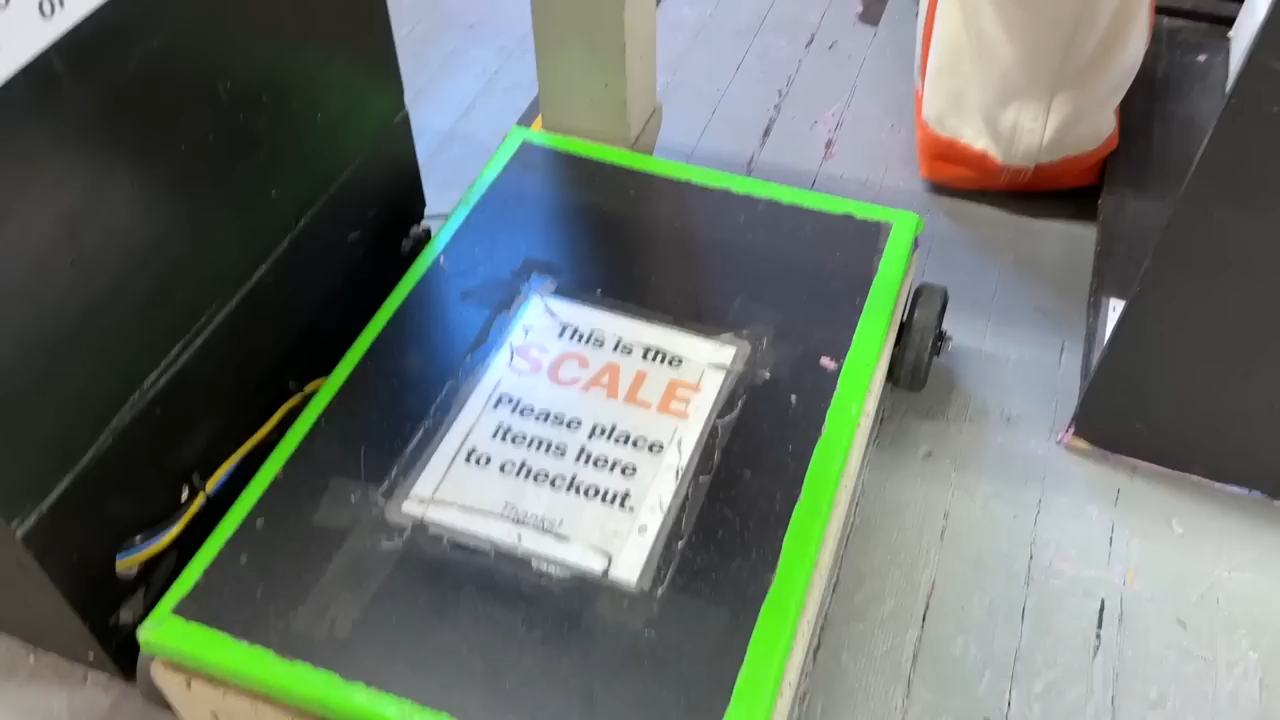 This is the
SCALE
Please place
items here
to checkout.
Thanks!